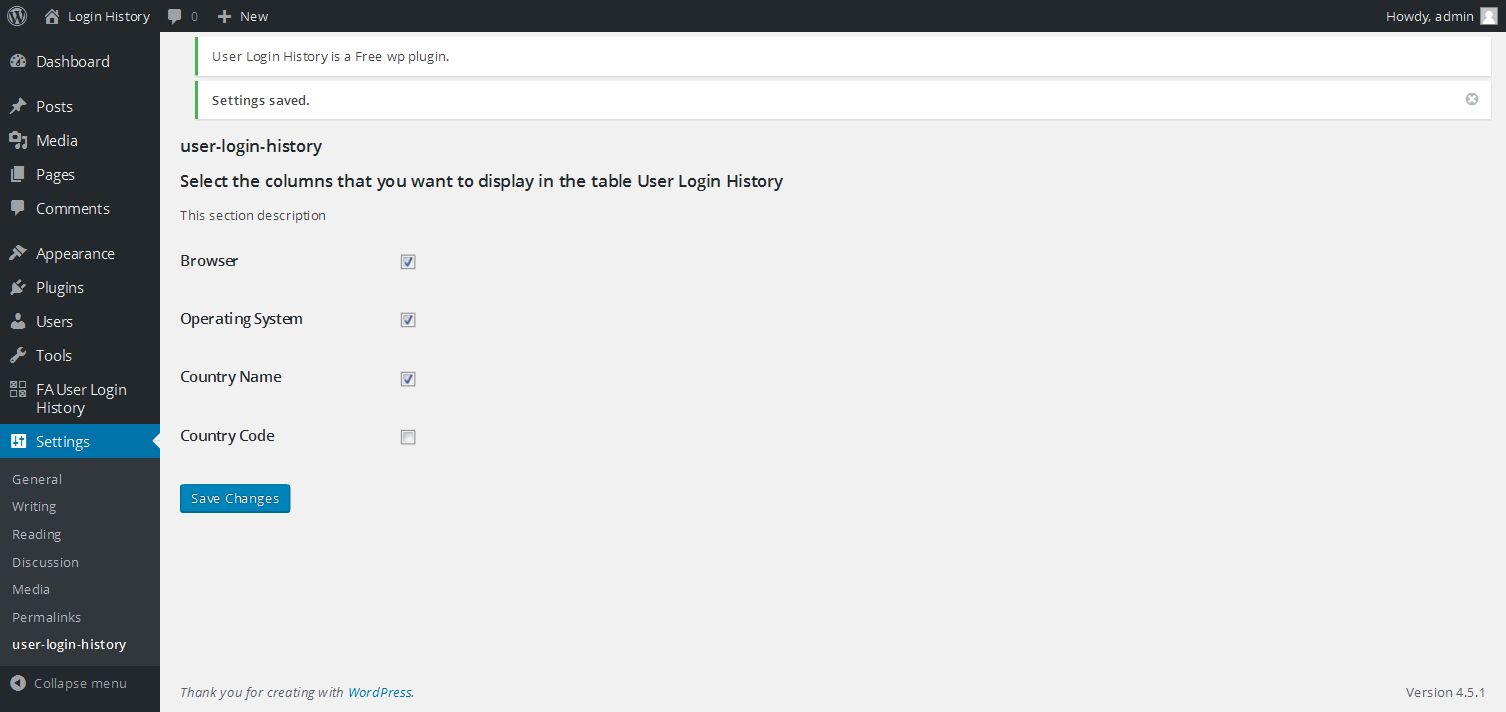 Login History 0 New Howdy, admin
Dashboard
Posts
Media
Pages
Comments
Appearance
Plugins
Users
Tools
FA User Login
History
Settings
General
Writing
Reading
Discussion
Media
Permalinks
user-login-history
Collapse menu
User Login History is a Free wp plugin.
Settings saved.
user-login-history
Select the columns that you want to display in the table User Login History
This section description
Browser
Operating System
Country Name
Country Code
Save Changes
Thank you for creating with WordPress. Version 4.5.1